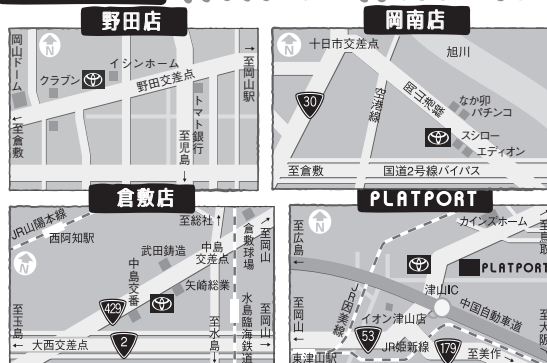 野田店
N
岡山ドーム
クラブン
イシンホーム
野田交差点
→至岡山駅
トマト銀行
←至倉敷
至児島→
岡南店
N
十日市交差点
旭川
30
空港線
岡南線
なか卯
パチンコ
スシロー
エディオン
至倉敷
国道2号線バイパス
倉敷店
JR山陽本線
西阿知駅
N
至総社↑
倉敷球場
至岡山
武田鋳造
中島
交差点
中島交番
矢崎総業
429
水島臨海鉄道
至岡山→
←至玉島
2
大西交差点
至水島→
PLATPORT
N
カインズホーム
至鳥取
至広島←
PLATPORT
津山IC
中国自動車道
JR因美線
イオン津山店
至岡山←
53
JR姫新線
179
至大阪
東津山駅
至美作